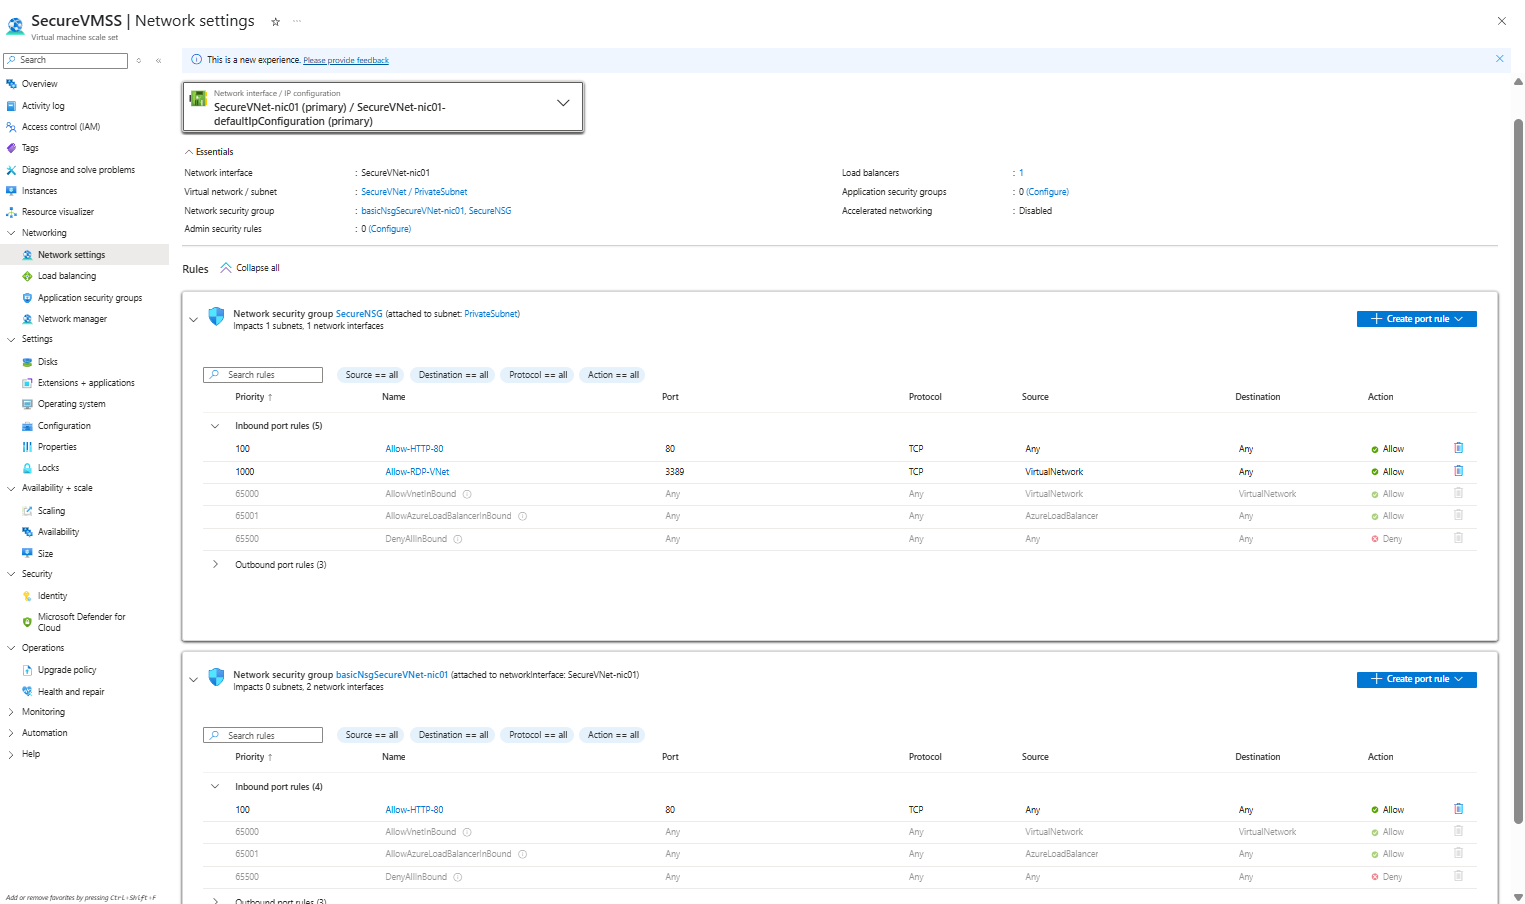 SecureVMSS | Network settings
Virtual machine scale set
Search
This is a new experience. Please provide feedback
Overview
Activity log
Access control (IAM)
Tags
Diagnose and solve problems
Instances
Resource visualizer
Networking
Network settings
Load balancing
Application security groups
Network manager
Settings
Disks
Extensions + applications
Operating system
Configuration
Properties
Locks
Availability + scale
Scaling
Availability
Size
Security
Identity
Microsoft Defender for
Cloud
Operations
Upgrade policy
Health and repair
Monitoring
Automation
Help
Add or remove favorites by pressing Ctrl+Shift+F
Network interface / IP configuration
SecureVNet-nic01 (primary) / SecureVNet-nic01-
defaultIpConfiguration (primary)
Essentials
Network interface : SecureVNet-nic01 Load balancers : 1
Virtual network / subnet : SecureVNet / PrivateSubnet Application security groups : 0 (Configure)
Network security group : basicNsgSecureVNet-nic01, SecureNSG Accelerated networking : Disabled
Admin security rules : 0 (Configure)
Rules Collapse all
Network security group SecureNSG (attached to subnet: PrivateSubnet)
Impacts 1 subnets, 1 network interfaces
Create port rule
Search rules Source == all Destination == all Protocol == all Action == all
Priority ↑ Name Port Protocol Source Destination Action
Inbound port rules (5)
100 Allow-HTTP-80 80 TCP Any Any Allow
1000 Allow-RDP-VNet 3389 TCP VirtualNetwork Any Allow
65000 AllowVnetInBound Any Any VirtualNetwork VirtualNetwork Allow
65001 AllowAzureLoadBalancerInBound Any Any AzureLoadBalancer Any Allow
65500 DenyAllInBound Any Any Any Any Deny
Outbound port rules (3)
Network security group basicNsgSecureVNet-nic01 (attached to networkInterface: SecureVNet-nic01)
Impacts 0 subnets, 2 network interfaces
Create port rule
Search rules Source == all Destination == all Protocol == all Action == all
Priority ↑ Name Port Protocol Source Destination Action
Inbound port rules (4)
100 Allow-HTTP-80 80 TCP Any Any Allow
65000 AllowVnetInBound Any Any VirtualNetwork VirtualNetwork Allow
65001 AllowAzureLoadBalancerInBound Any Any AzureLoadBalancer Any Allow
65500 DenyAllInBound Any Any Any Any Deny
Outbound port rules (3)